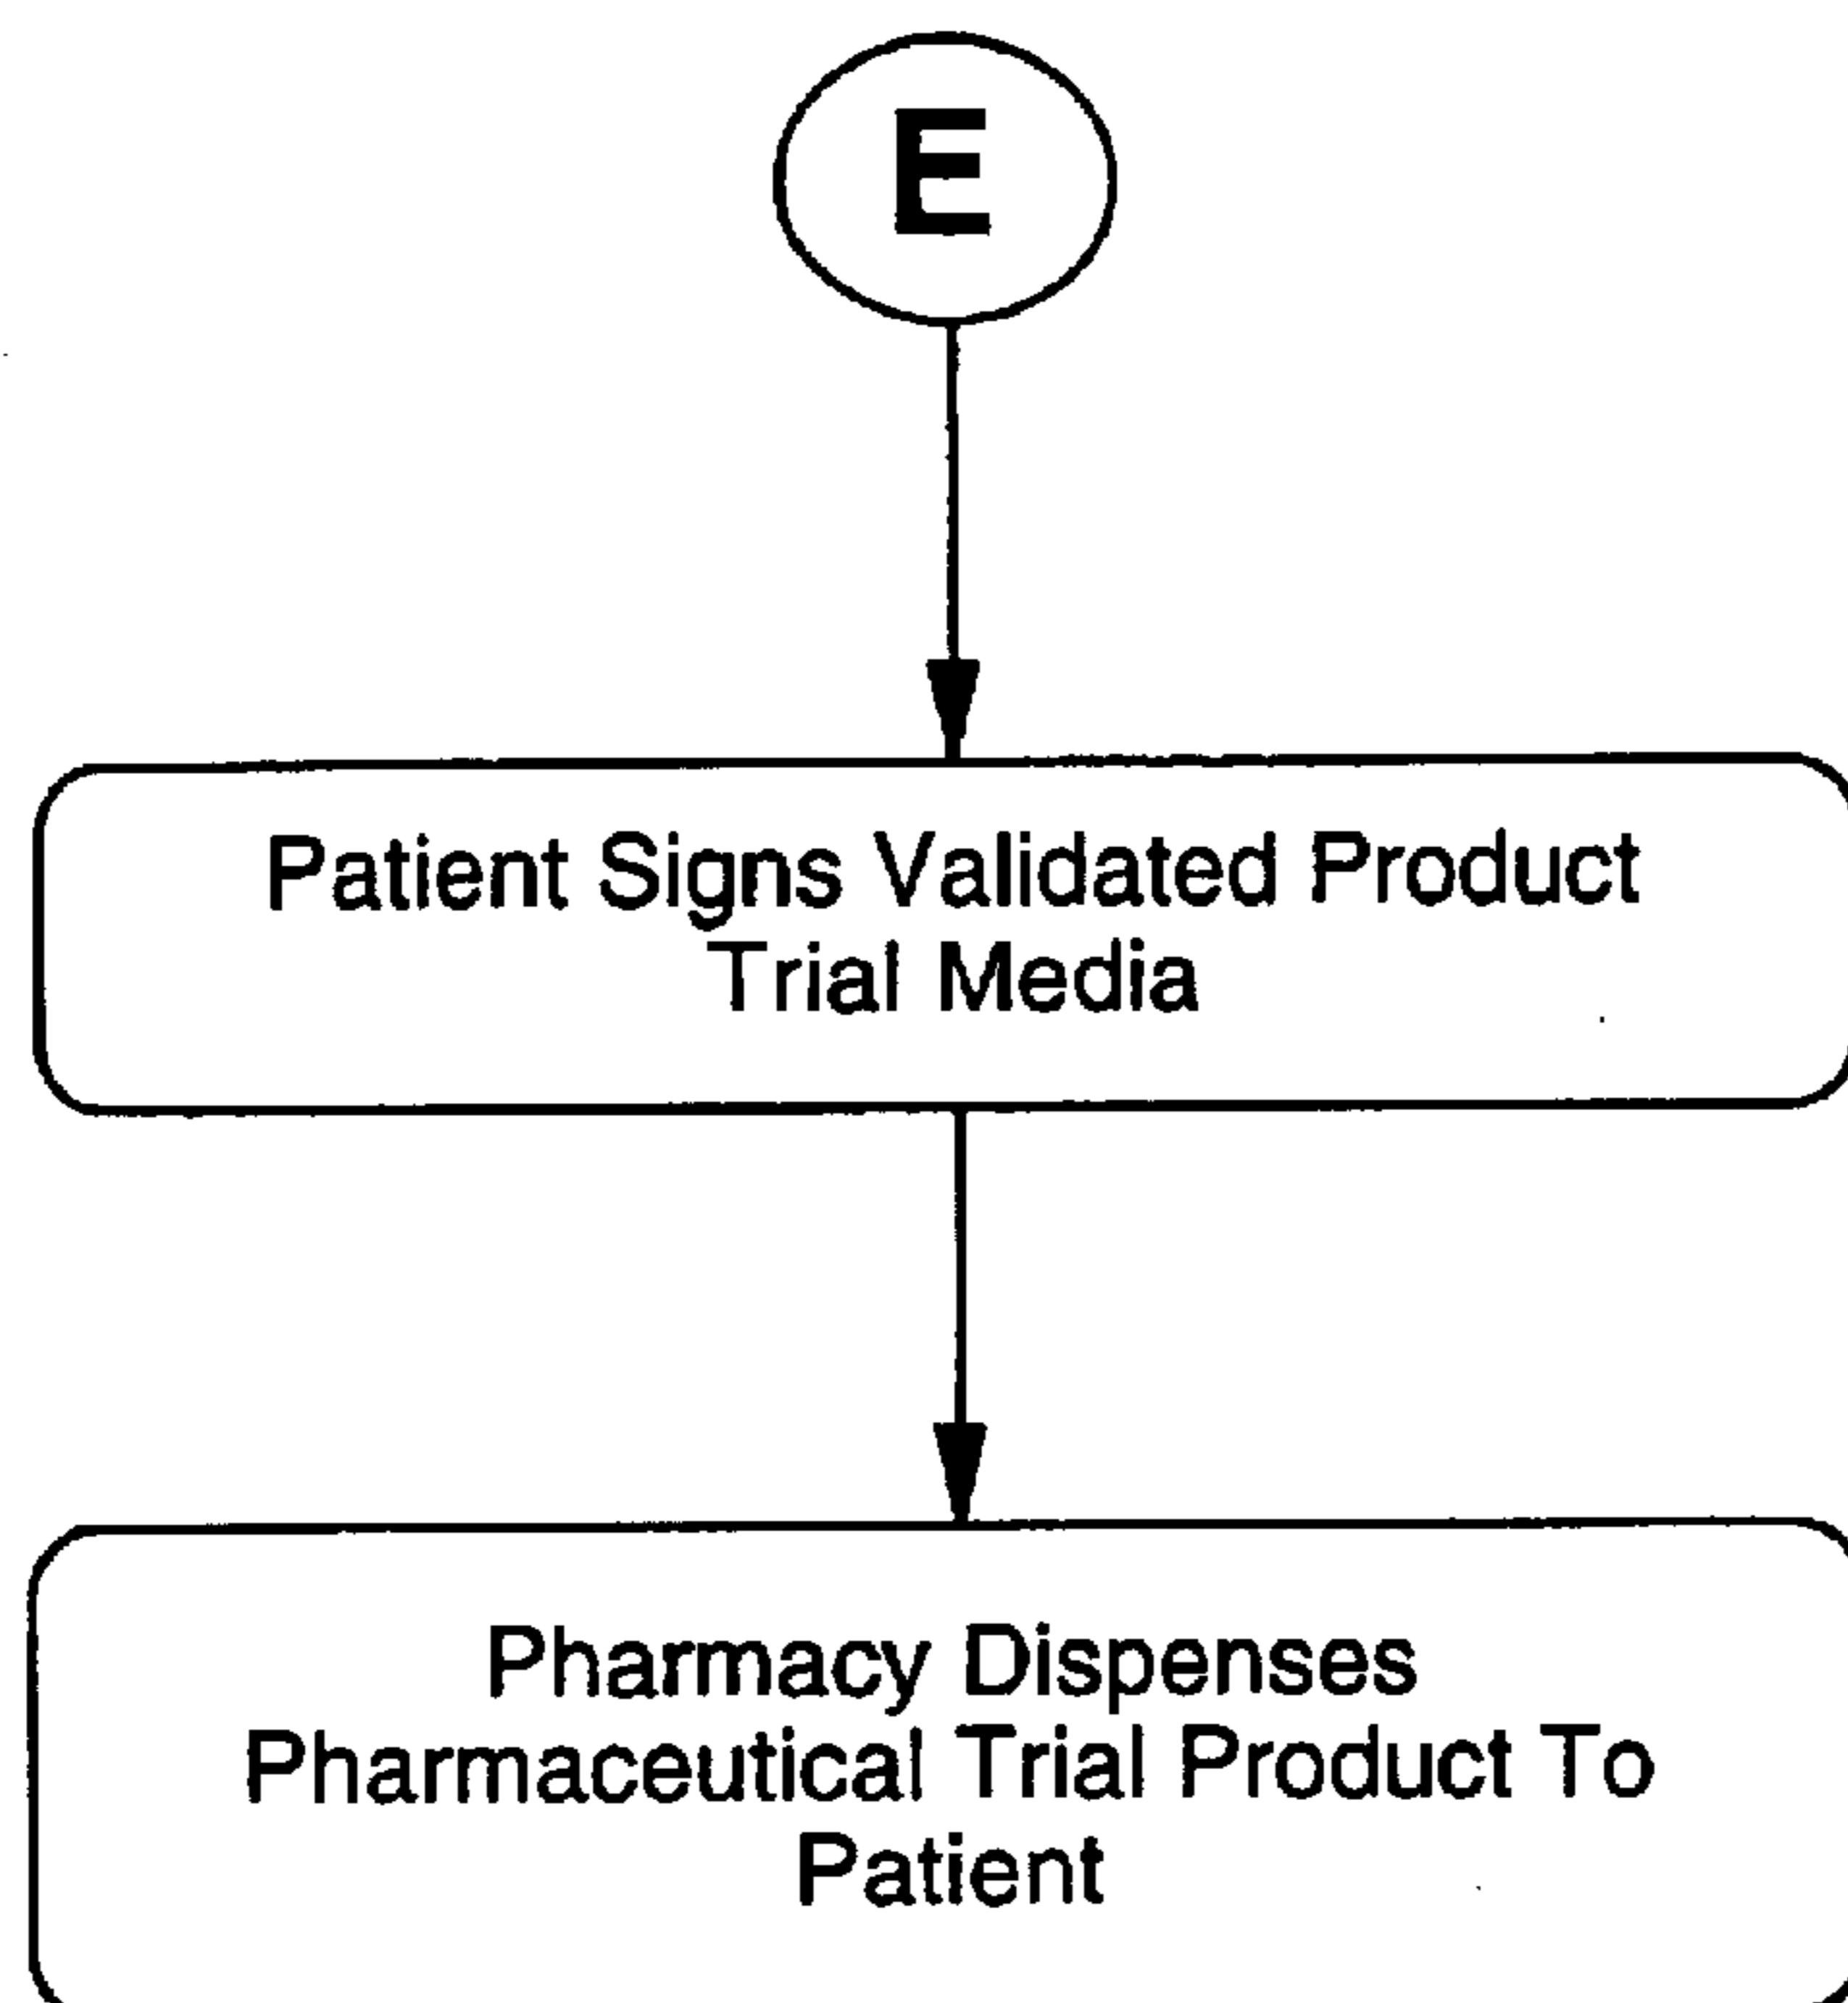 E
Patient Signs Validated Product
Trial Media
Pharmacy Dispenses
Pharmaceutical Trial Product To
Patient